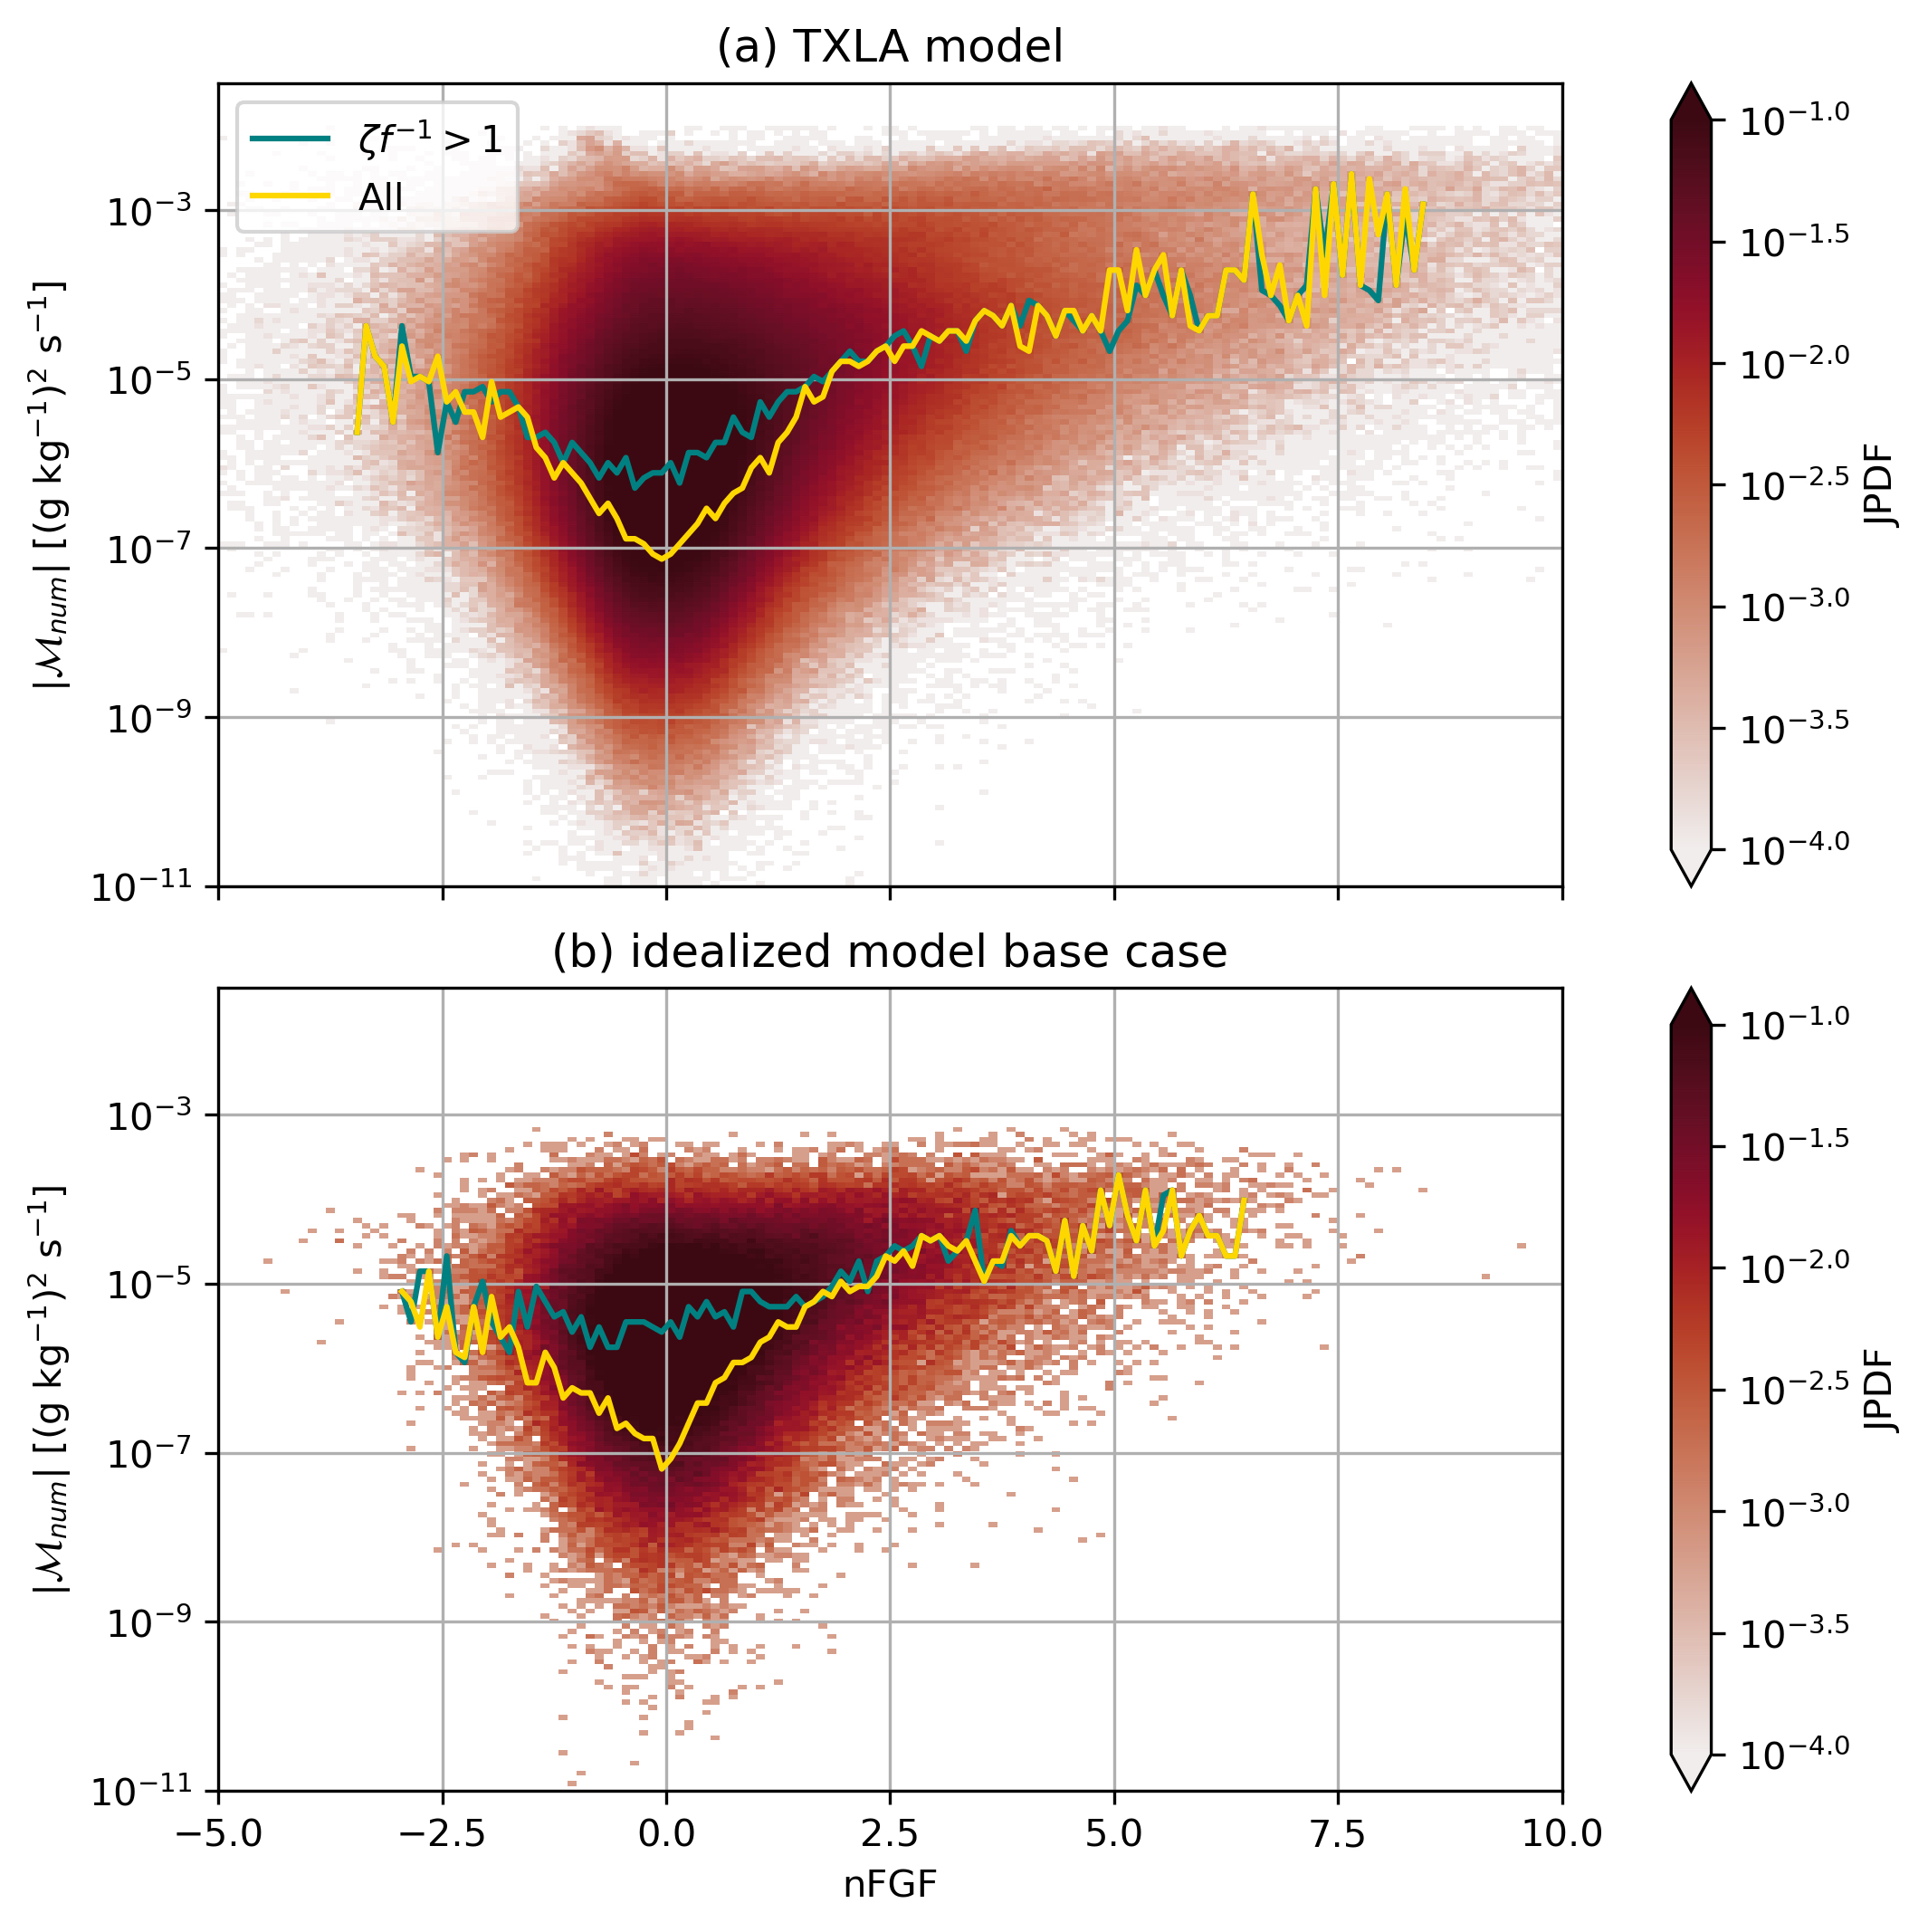 (a) TXLA model
ζf⁻¹ > 1
All
10⁻³
10⁻⁵
10⁻⁷
10⁻⁹
10⁻¹¹
|ℳ_num| [(g kg⁻¹)² s⁻¹]
10⁻¹·⁰
10⁻¹·⁵
10⁻²·⁰
10⁻²·⁵
10⁻³·⁰
10⁻³·⁵
10⁻⁴·⁰
JPDF
(b) idealized model base case
10⁻³
10⁻⁵
10⁻⁷
10⁻⁹
10⁻¹¹
|ℳ_num| [(g kg⁻¹)² s⁻¹]
−5.0 −2.5 0.0 2.5 5.0 7.5 10.0
nFGF
10⁻¹·⁰
10⁻¹·⁵
10⁻²·⁰
10⁻²·⁵
10⁻³·⁰
10⁻³·⁵
10⁻⁴·⁰
JPDF